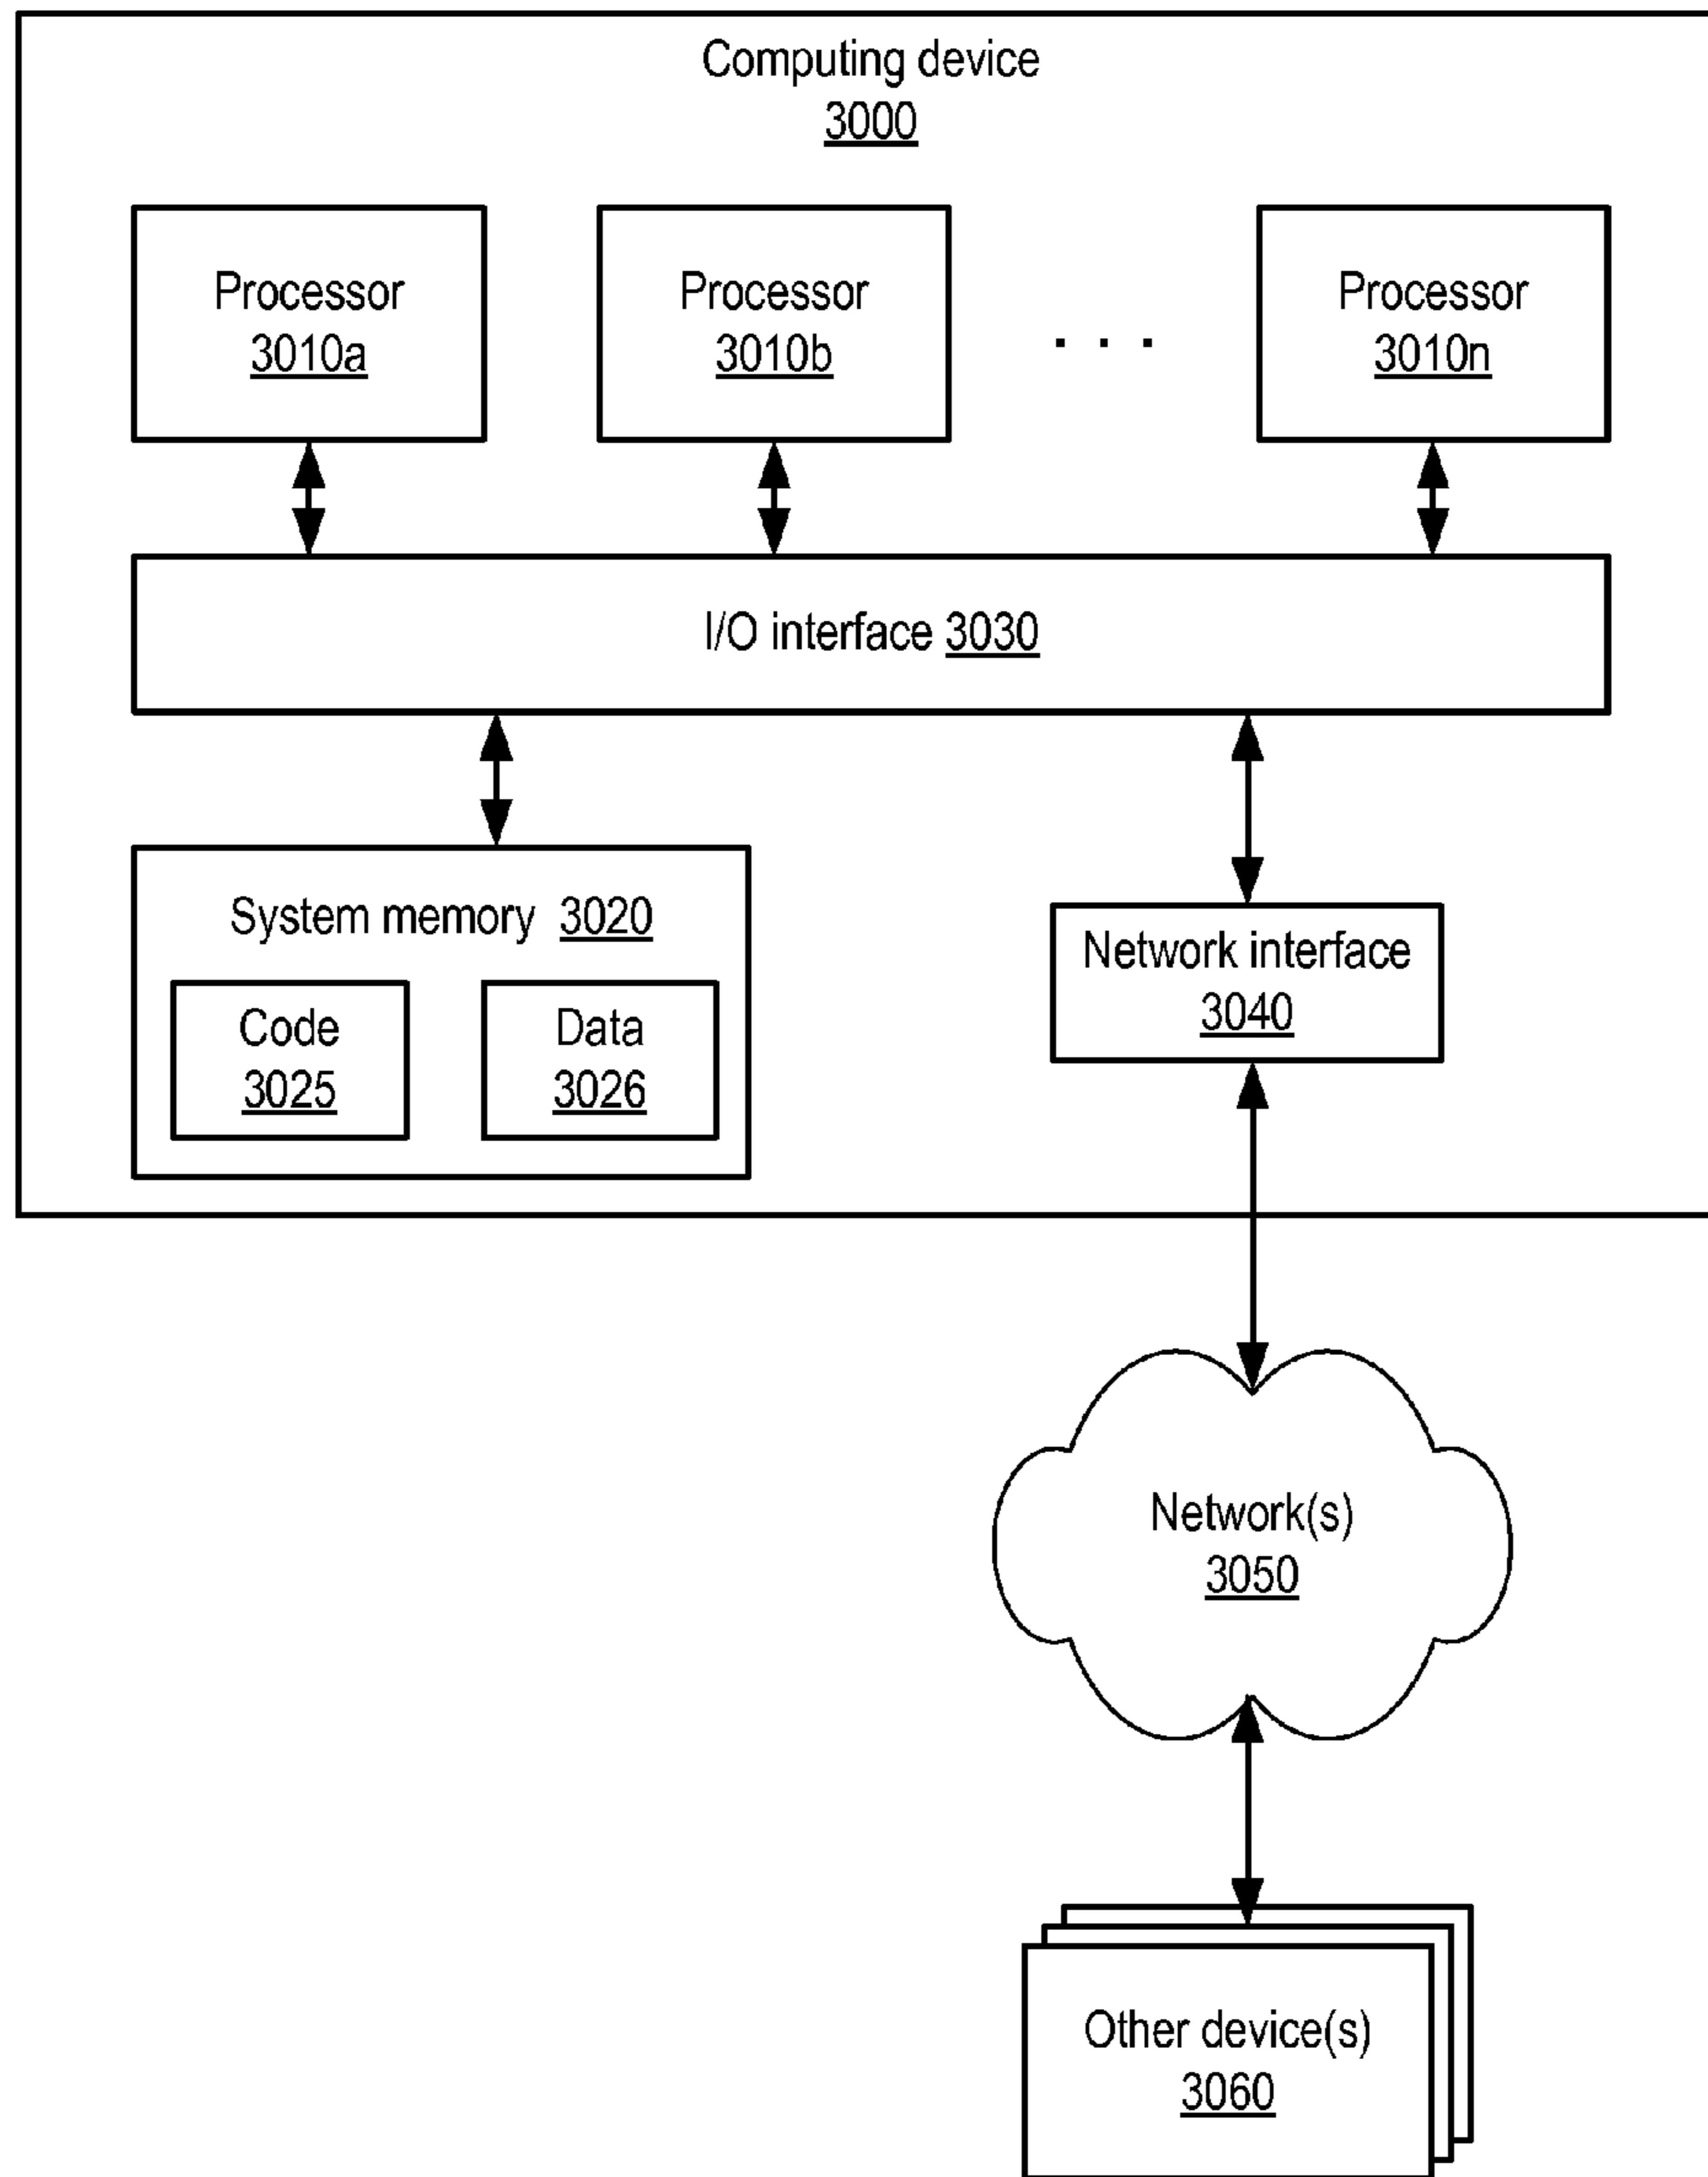 Computing device
3000
Processor
3010a
Processor
3010b
. . .
Processor
3010n
I/O interface 3030
System memory 3020
Code
3025
Data
3026
Network interface
3040
Network(s)
3050
Other device(s)
3060